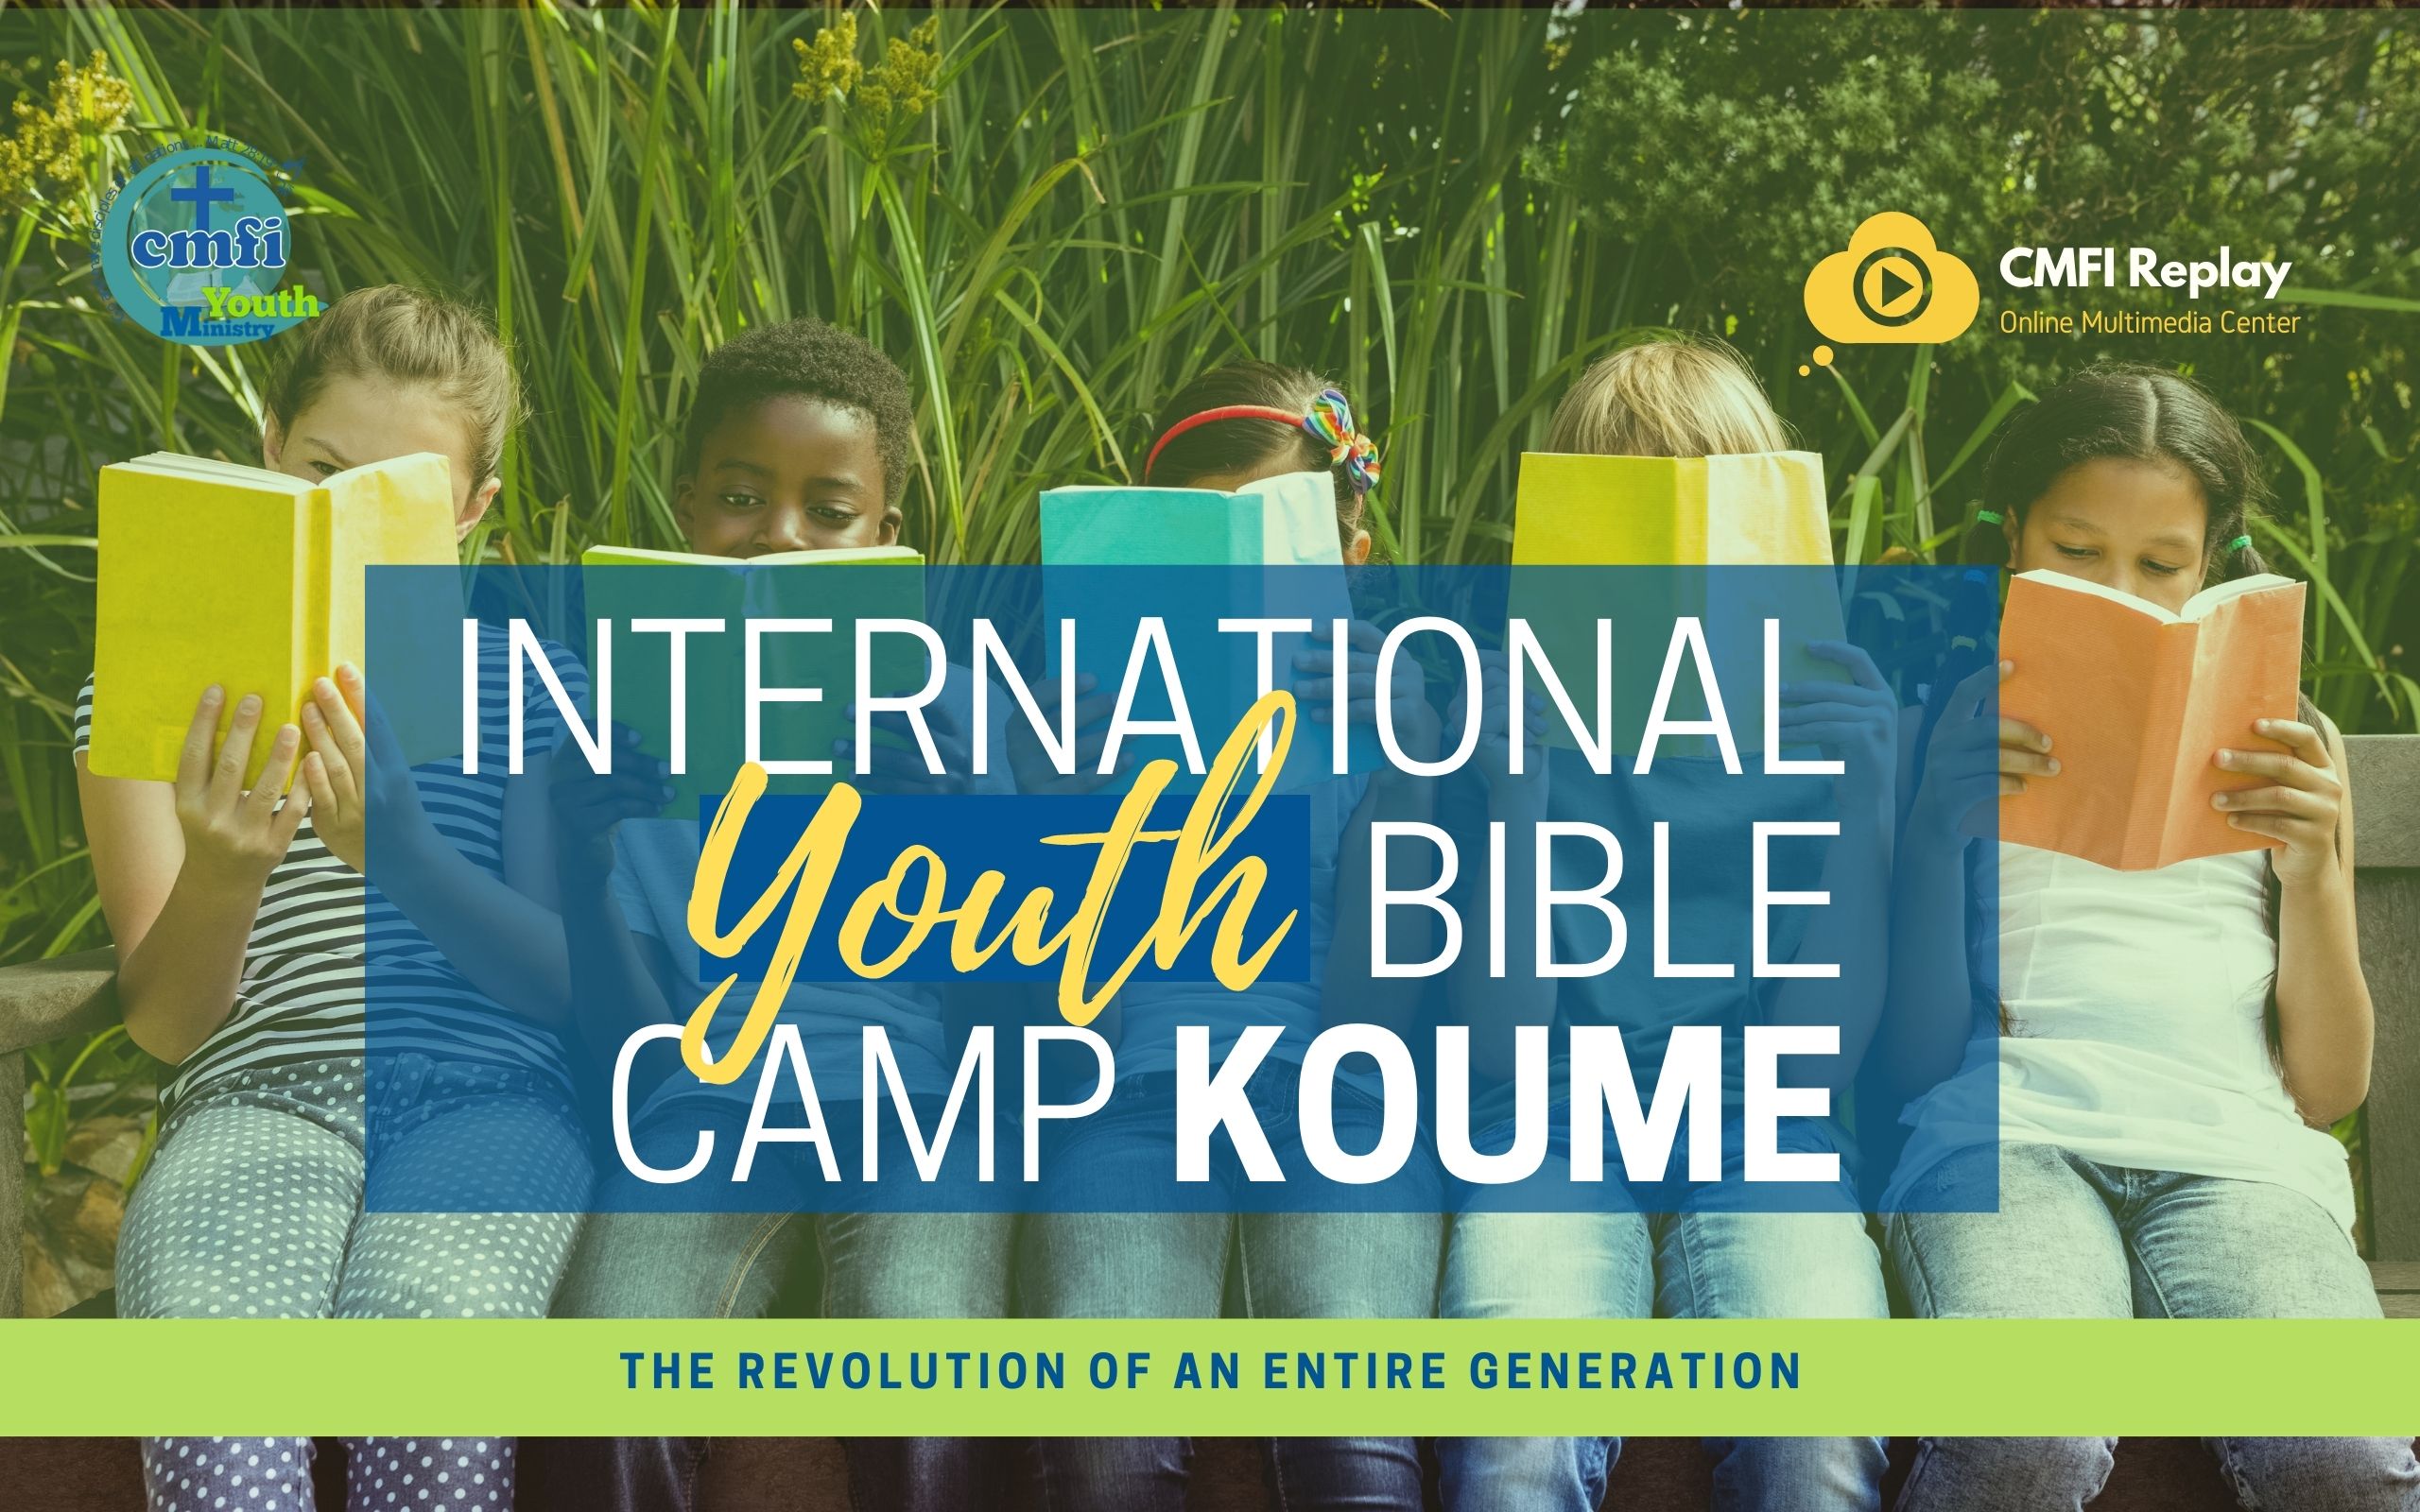 cmfi
Youth
Ministry
CMFI Replay
Online Multimedia Center
INTERNATIONAL
Youth BIBLE
CAMP KOUME
THE REVOLUTION OF AN ENTIRE GENERATION